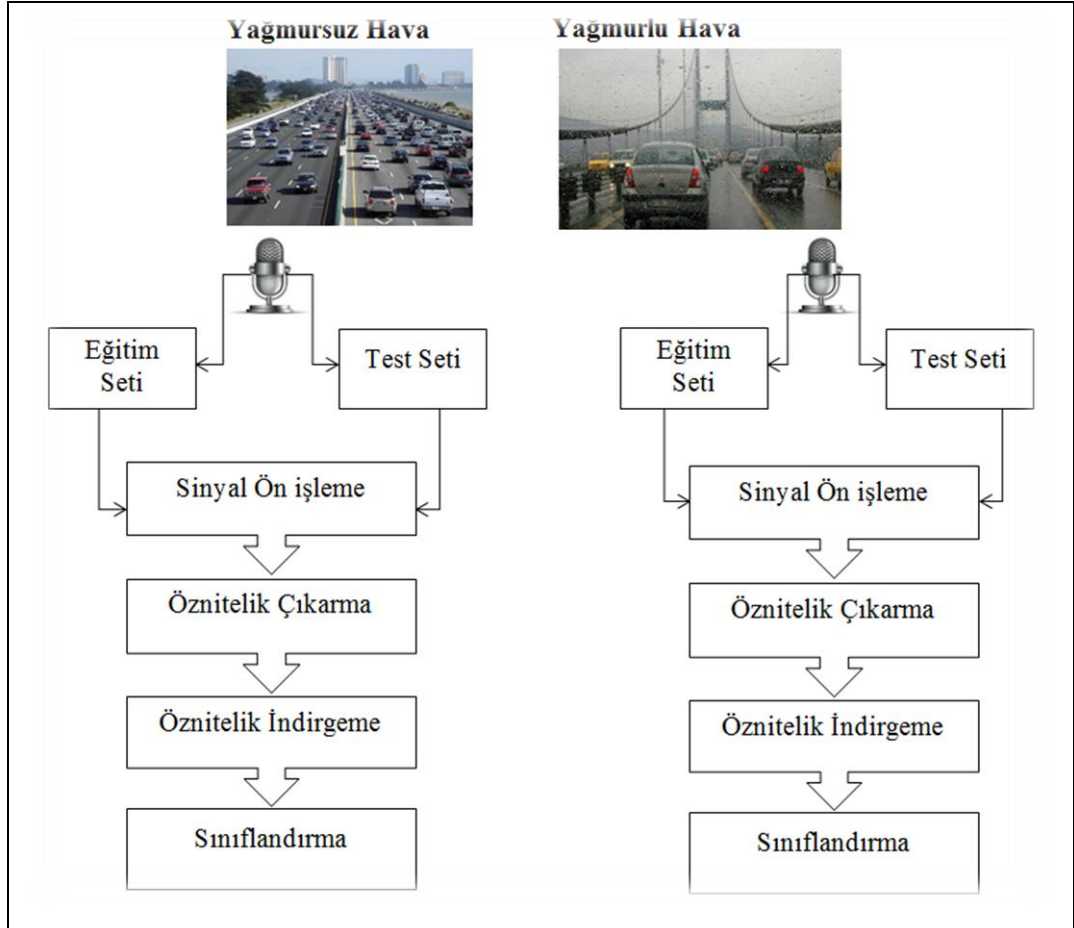 Yağmursuz Hava
Yağmurlu Hava
Eğitim
Seti
Test Seti
Eğitim
Seti
Test Seti
Sinyal Ön işleme
Sinyal Ön işleme
Öznitelik Çıkarma
Öznitelik Çıkarma
Öznitelik İndirgeme
Öznitelik İndirgeme
Sınıflandırma
Sınıflandırma